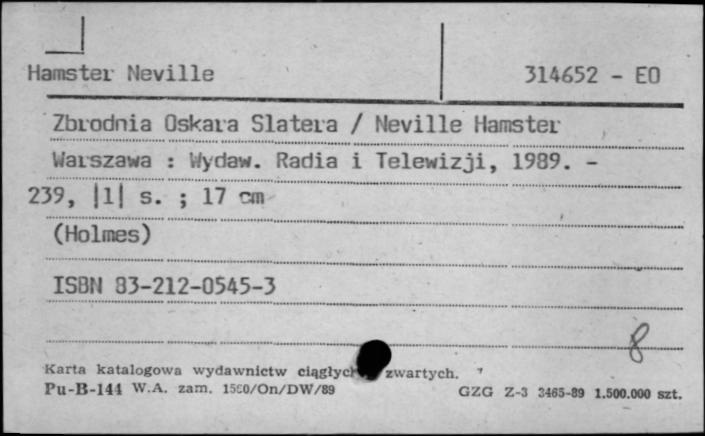 Hamster Neville 314652 - EO
Zbrodnia Oskara Slatera / Neville Hamster
Warszawa : Wydaw. Radia i Telewizji, 1989. -
239, |1| s. ; 17 cm
(Holmes)
ISBN 83-212-0545-3
8
Karta katalogowa wydawnictw ciągłych zwartych.
Pu-B-144 W.A. zam. /On/DW/89 GZG Z-3 3465-89 1.500.000 szt.